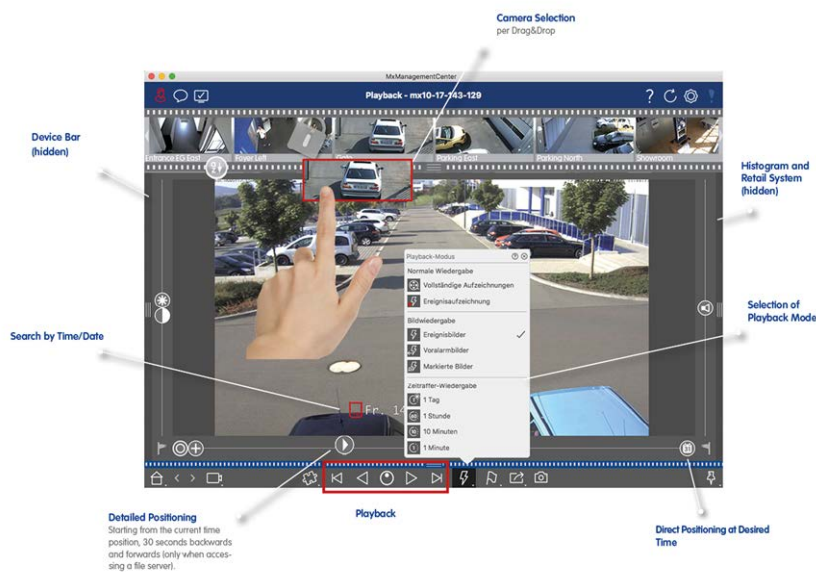 Camera Selection
per Drag&Drop
MxManagementCenter
Playback - mx10-17-143-129
Device Bar
(hidden)
Entrance EG East
Foyer Left
Parking East
Parking North
Showroom
Histogram and
Retail System
(hidden)
Playback-Modus
Normale Wiedergabe
Vollständige Aufzeichnungen
Ereignisaufzeichnung
Bildwiedergabe
Ereignisbilder
Voralarmbilder
Markierte Bilder
Zeitraffer-Wiedergabe
1 Tag
1 Stunde
10 Minuten
1 Minute
Selection of
Playback Mode
Search by Time/Date
Fr. 14
Detailed Positioning
Starting from the current time
position, 30 seconds backwards
and forwards (only when acces-
sing a file server).
Playback
Direct Positioning at Desired
Time